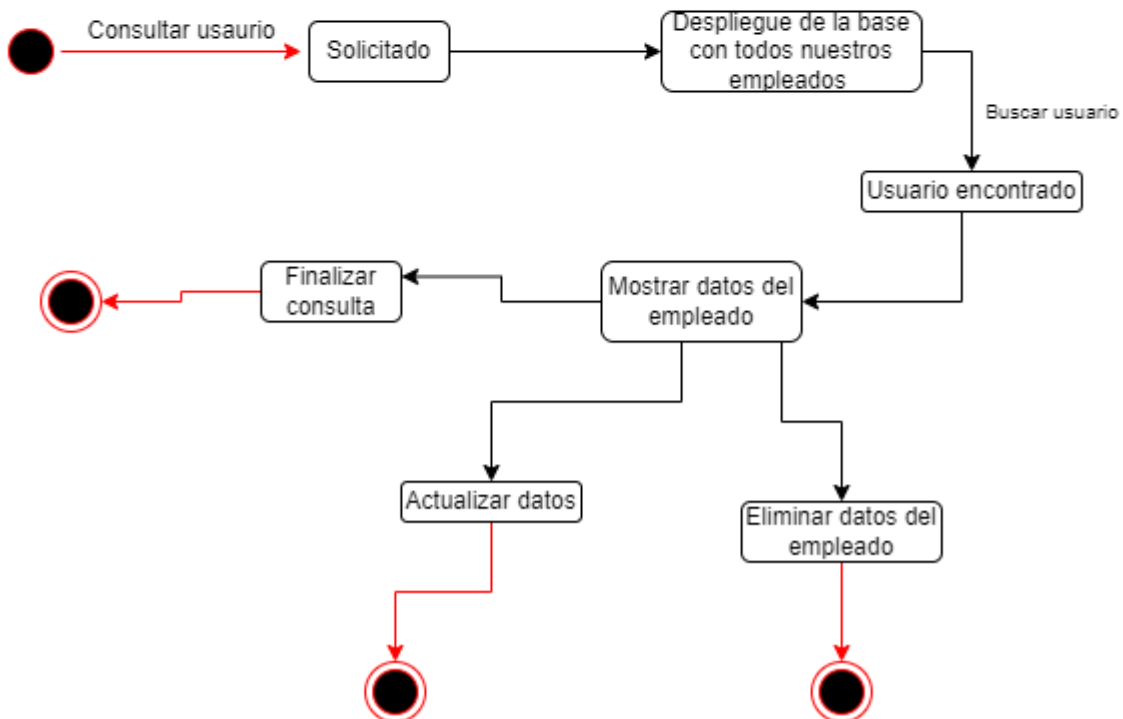 Consultar usaurio
Solicitado
Despliegue de la base
con todos nuestros
empleados
Buscar usuario
Usuario encontrado
Mostrar datos del
empleado
Finalizar
consulta
Actualizar datos
Eliminar datos del
empleado